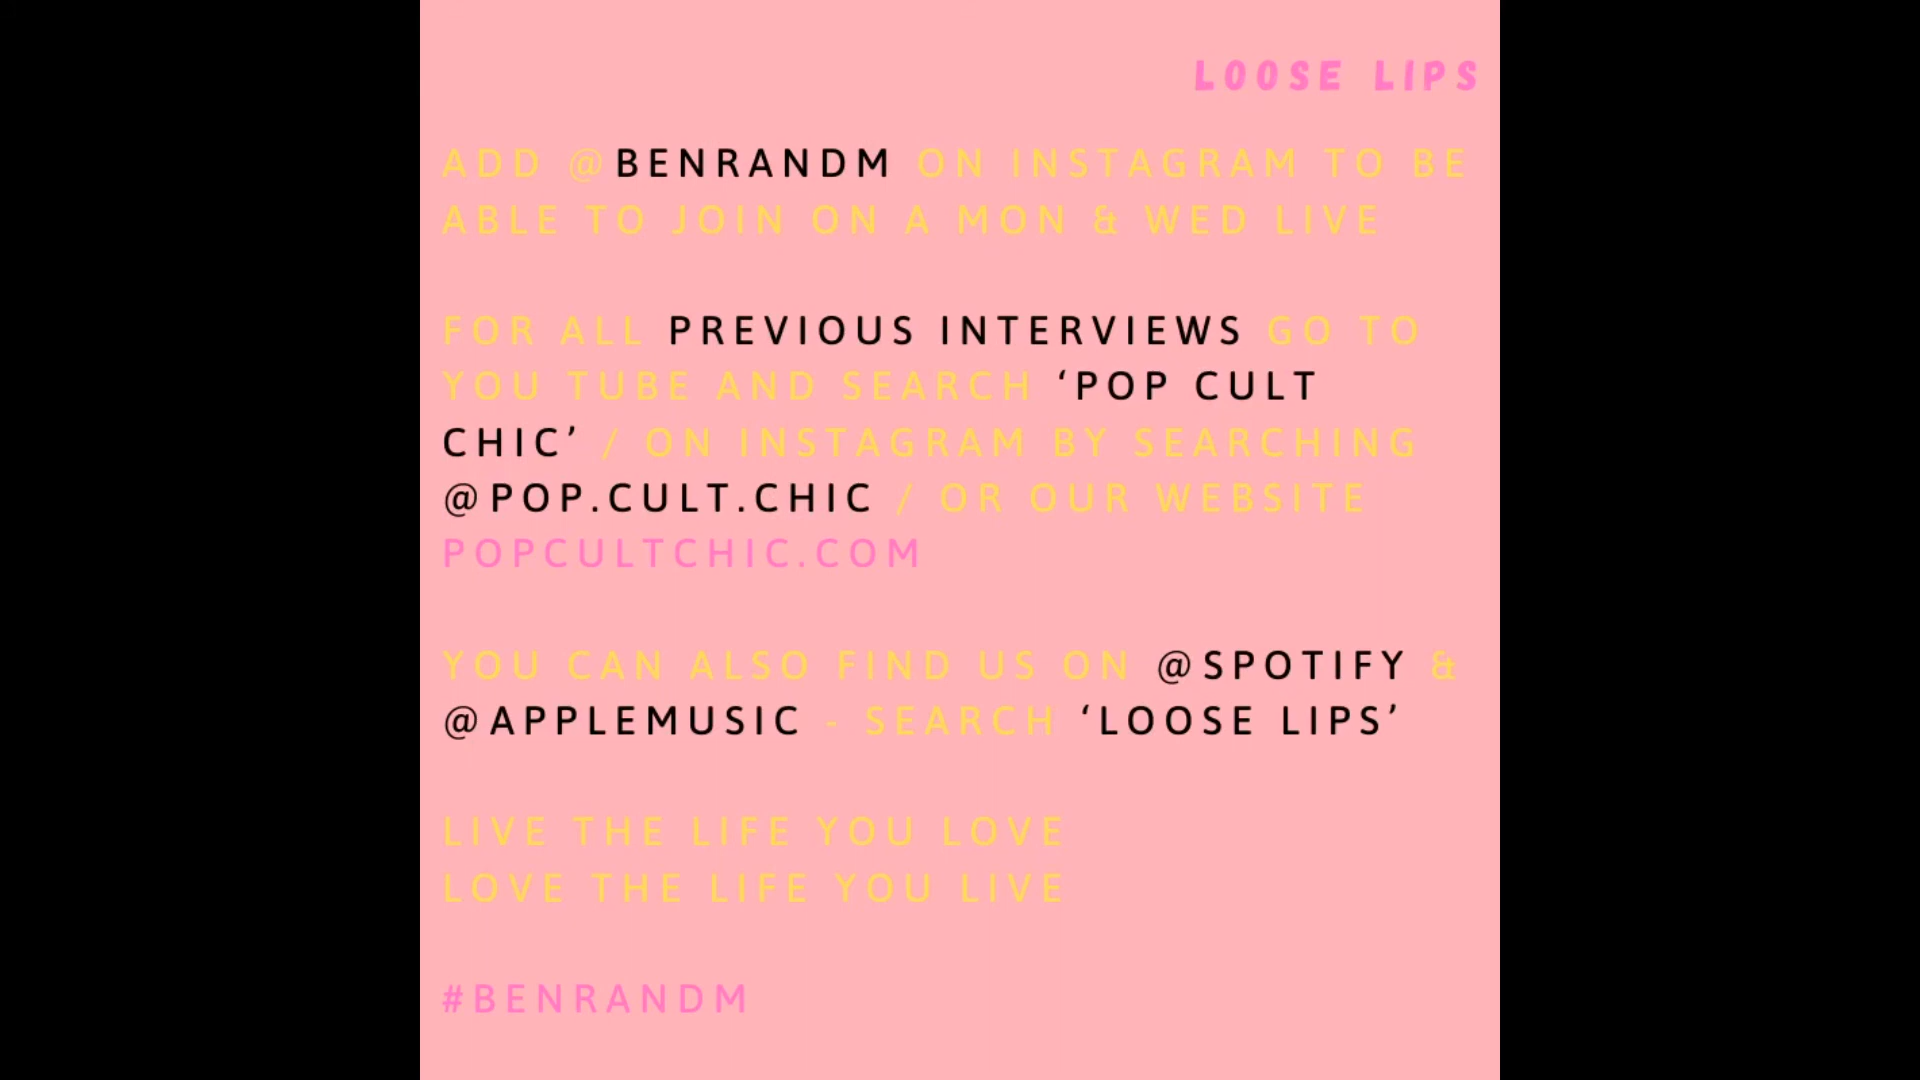 LOOSE LIPS
ADD @BENRANDM ON INSTAGRAM TO BE
ABLE TO JOIN ON A MON & WED LIVE
FOR ALL PREVIOUS INTERVIEWS GO TO
YOU TUBE AND SEARCH ‘POP CULT
CHIC’ / ON INSTAGRAM BY SEARCHING
@POP.CULT.CHIC / OR OUR WEBSITE
POPCULTCHIC.COM
YOU CAN ALSO FIND US ON @SPOTIFY &
@APPLEMUSIC - SEARCH ‘LOOSE LIPS’
LIVE THE LIFE YOU LOVE
LOVE THE LIFE YOU LIVE
#BENRANDM